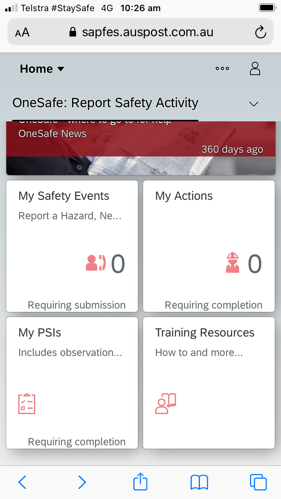 Telstra #StaySafe 4G 10:26 am
AA sapfes.auspost.com.au
Home
OneSafe: Report Safety Activity
OneSafe - where to go to for help
OneSafe News
360 days ago
My Safety Events
Report a Hazard, Ne...
0
Requiring submission
My Actions
0
Requiring completion
My PSIs
Includes observation...
Requiring completion
Training Resources
How to and more...